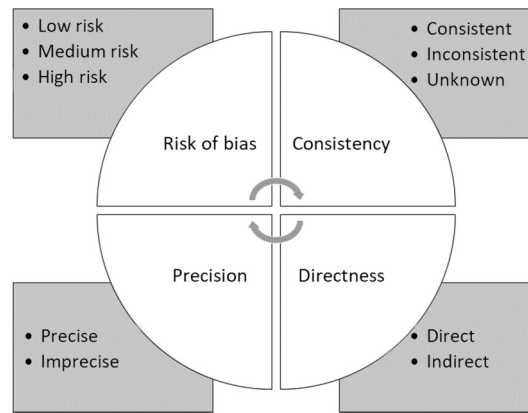 • Low risk
• Medium risk
• High risk
• Consistent
• Inconsistent
• Unknown
Risk of bias
Consistency
Precision
Directness
• Precise
• Imprecise
• Direct
• Indirect